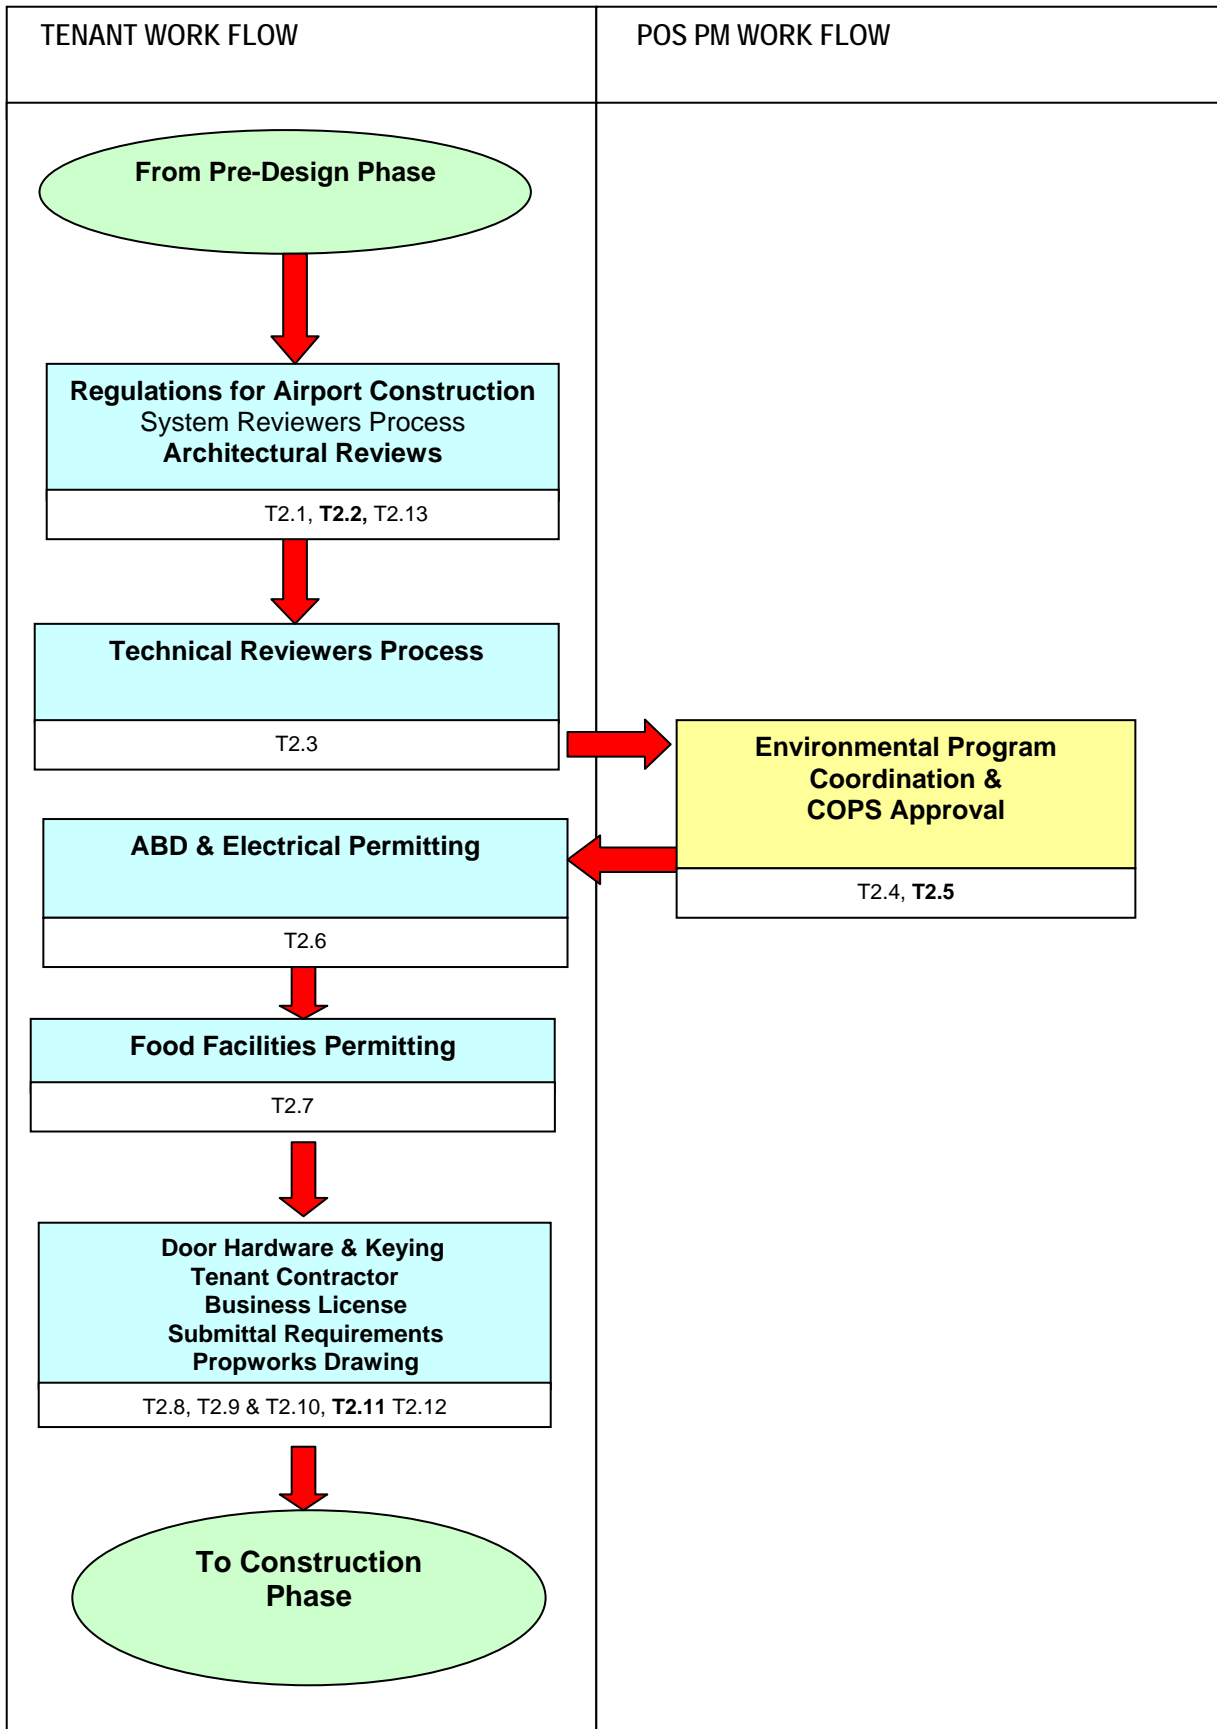 TENANT WORK FLOW
POS PM WORK FLOW
From Pre-Design Phase
Regulations for Airport Construction
System Reviewers Process
Architectural Reviews
T2.1, T2.2, T2.13
Technical Reviewers Process
T2.3
Environmental Program
Coordination &
COPS Approval
T2.4, T2.5
ABD & Electrical Permitting
T2.6
Food Facilities Permitting
T2.7
Door Hardware & Keying
Tenant Contractor
Business License
Submittal Requirements
Propworks Drawing
T2.8, T2.9 & T2.10, T2.11 T2.12
To Construction
Phase